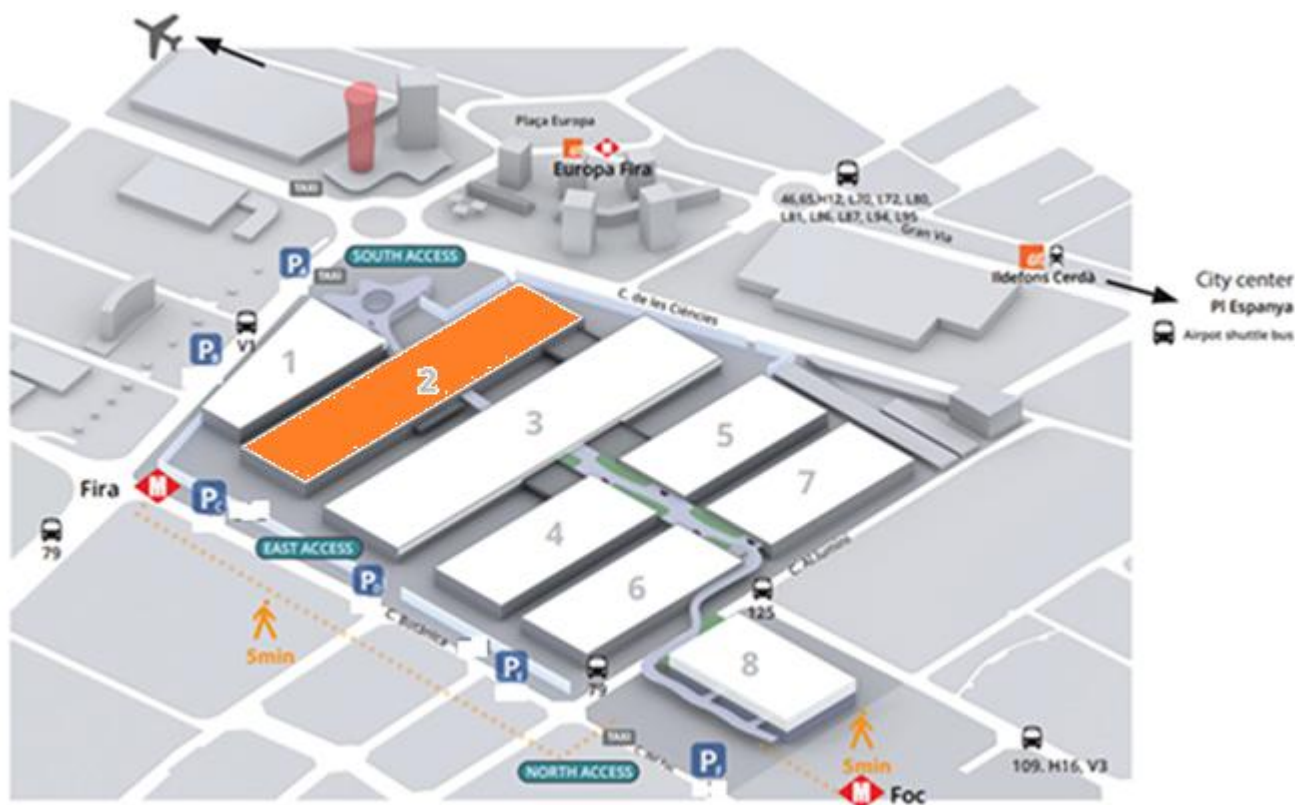 Plaça Europa
Europa Fira
TAXI
A6,65,H12, L70, L72, L80,
L81, L86, L87, L94, L95
Gran Via
Ildefons Cerdà
City center
Pl Espanya
Airpot shuttle bus
SOUTH ACCESS
P
TAXI
C. de les Ciències
V1
P
1
2
3
5
7
4
6
8
Fira
M
P
79
EAST ACCESS
P
C. Botànica
5min
C. Alumini
125
P
79
TAXI
NORTH ACCESS
P
5min
M
Foc
109, H16, V3